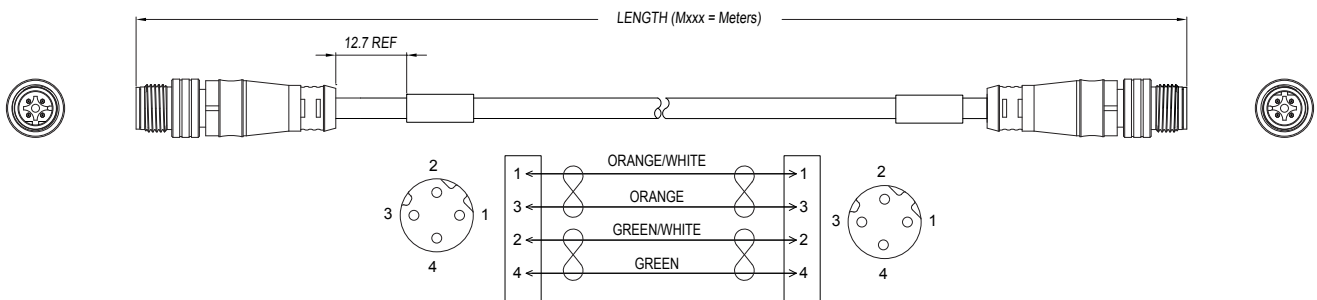 LENGTH (Mxxx = Meters)
12.7 REF
2
3
1
4
1
ORANGE/WHITE
1
3
ORANGE
3
2
GREEN/WHITE
2
4
GREEN
4
2
3
1
4